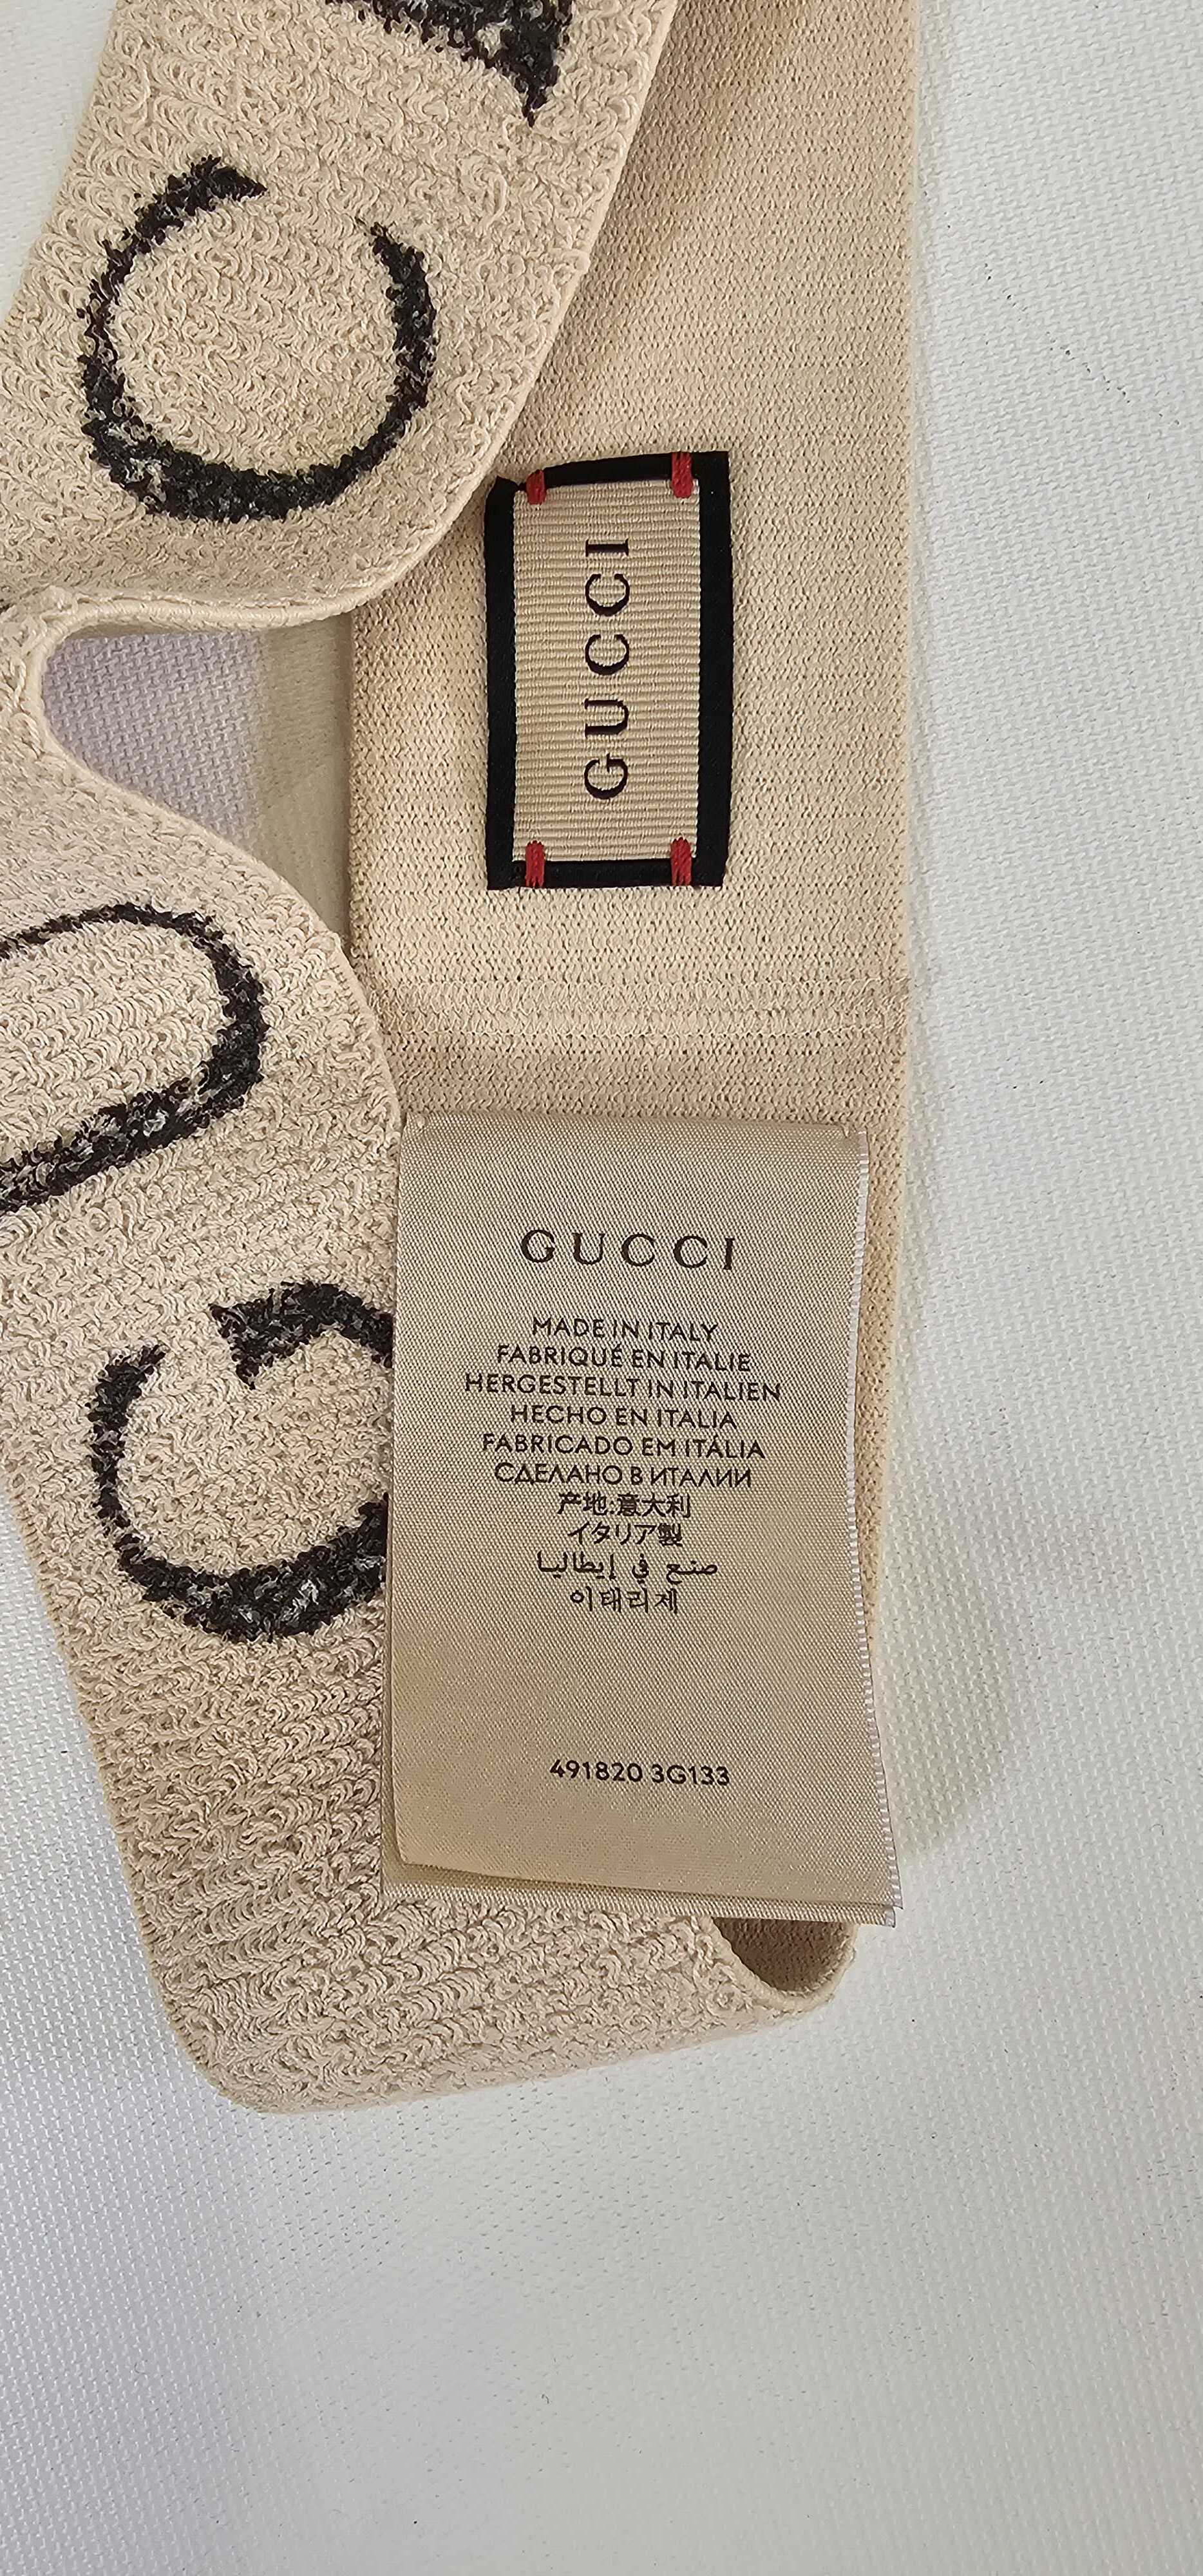 GUCCI
GUCCI
MADE IN ITALY
FABRIQUÉ EN ITALIE
HERGESTELLT IN ITALIEN
HECHO EN ITALIA
FABRICADO EM ITÁLIA
СДЕЛАНО В ИТАЛИИ
产地:意大利
イタリア製
صنع في إيطاليا
이태리제
491820 3G133